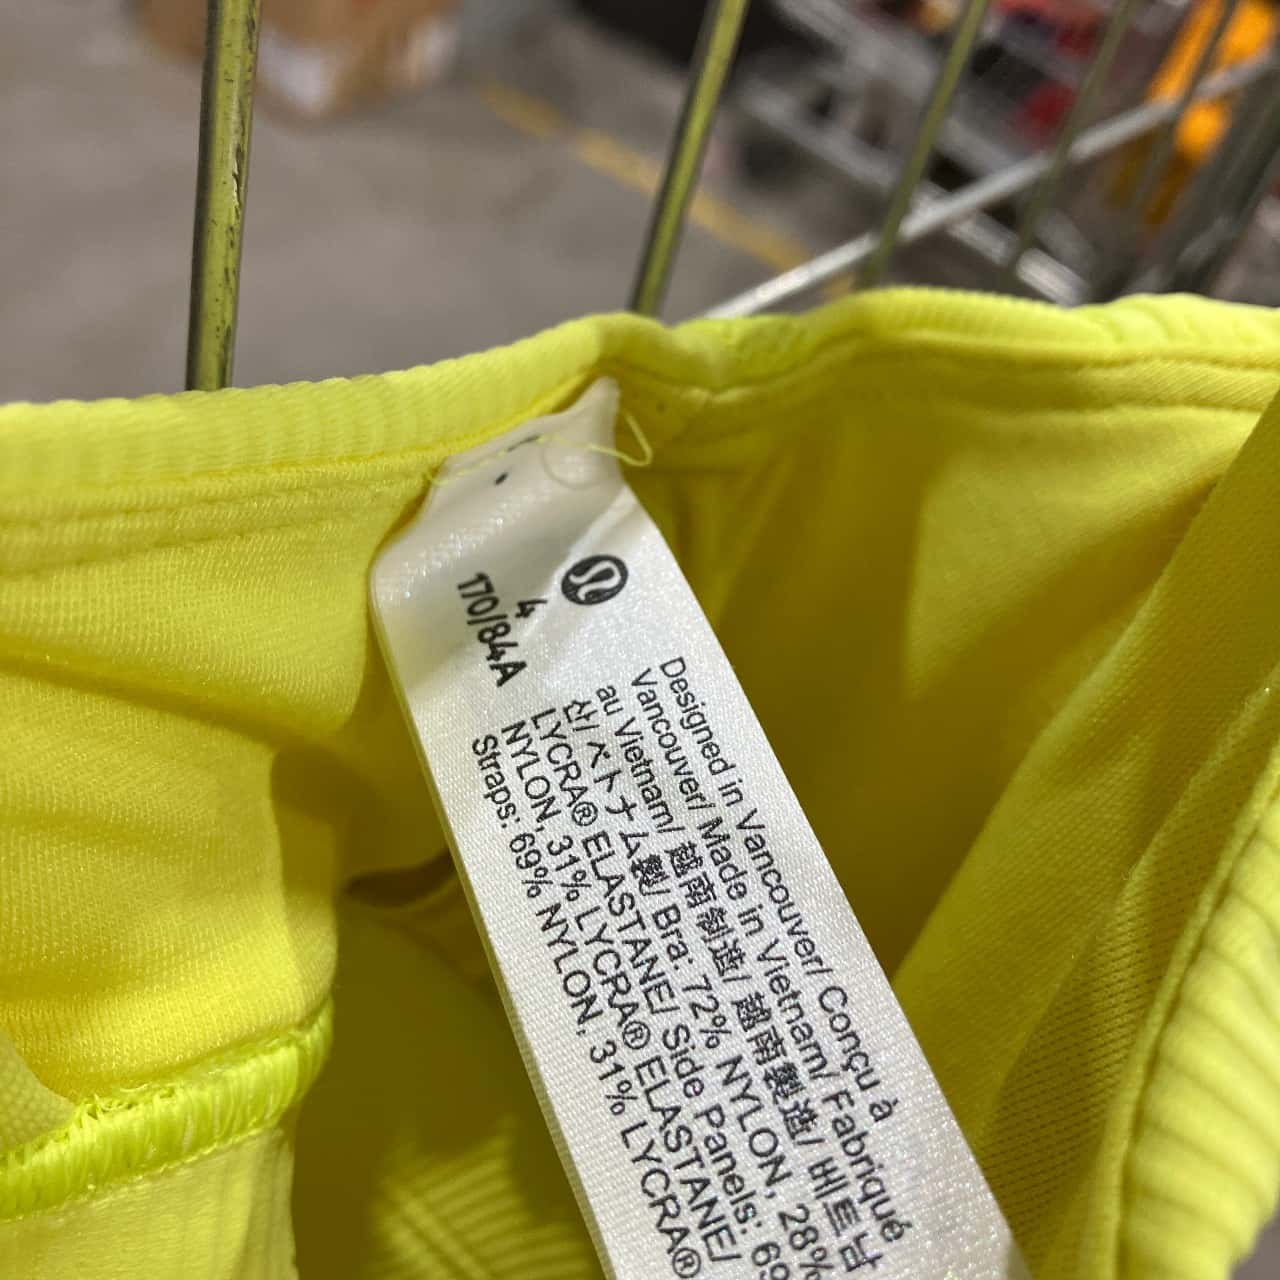 4
170/84A
Designed in Vancouver/ Conçu à
Vancouver/ Made in Vietnam/ Fabriqué
au Vietnam/ 越南制造/ 越南製造/ 베트남
산/ ベトナム製/ Bra: 72% NYLON, 28%
LYCRA® ELASTANE/ Side Panels: 69%
NYLON, 31% LYCRA® ELASTANE/
Straps: 69% NYLON, 31% LYCRA®